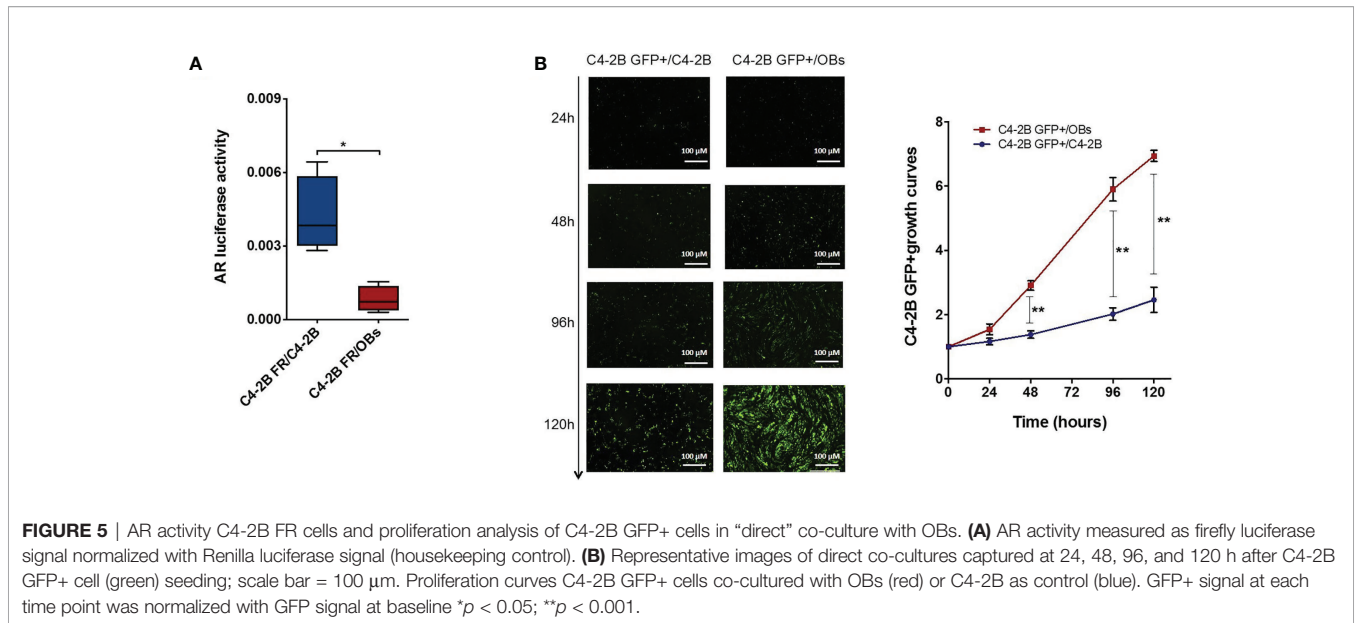 A
AR luciferase activity
0.009
0.006
0.003
0.000
*
C4-2B FR/C4-2B
C4-2B FR/OBs
B
C4-2B GFP+/C4-2B
C4-2B GFP+/OBs
24h
100 µM
100 µM
48h
100 µM
100 µM
96h
100 µM
100 µM
120h
100 µM
100 µM
C4-2B GFP+growth curves
8
6
4
2
0
C4-2B GFP+/OBs
C4-2B GFP+/C4-2B
**
**
**
0
24
48
72
96
120
Time (hours)
FIGURE 5 | AR activity C4-2B FR cells and proliferation analysis of C4-2B GFP+ cells in “direct” co-culture with OBs. (A) AR activity measured as firefly luciferase
signal normalized with Renilla luciferase signal (housekeeping control). (B) Representative images of direct co-cultures captured at 24, 48, 96, and 120 h after C4-2B
GFP+ cell (green) seeding; scale bar = 100 μm. Proliferation curves C4-2B GFP+ cells co-cultured with OBs (red) or C4-2B as control (blue). GFP+ signal at each
time point was normalized with GFP signal at baseline *p < 0.05; **p < 0.001.